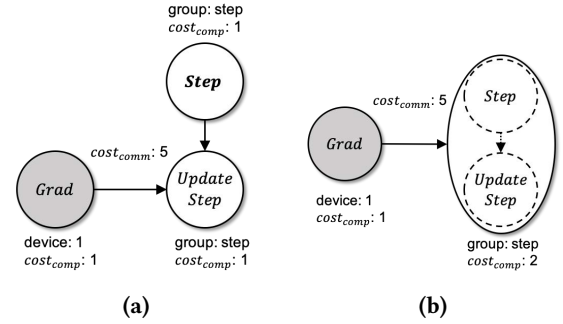 group: step
cost_comp: 1
Step
cost_comm: 5
Grad
Update
Step
device: 1
cost_comp: 1
group: step
cost_comp: 1
(a)
Step
cost_comm: 5
Grad
Update
Step
device: 1
cost_comp: 1
group: step
cost_comp: 2
(b)